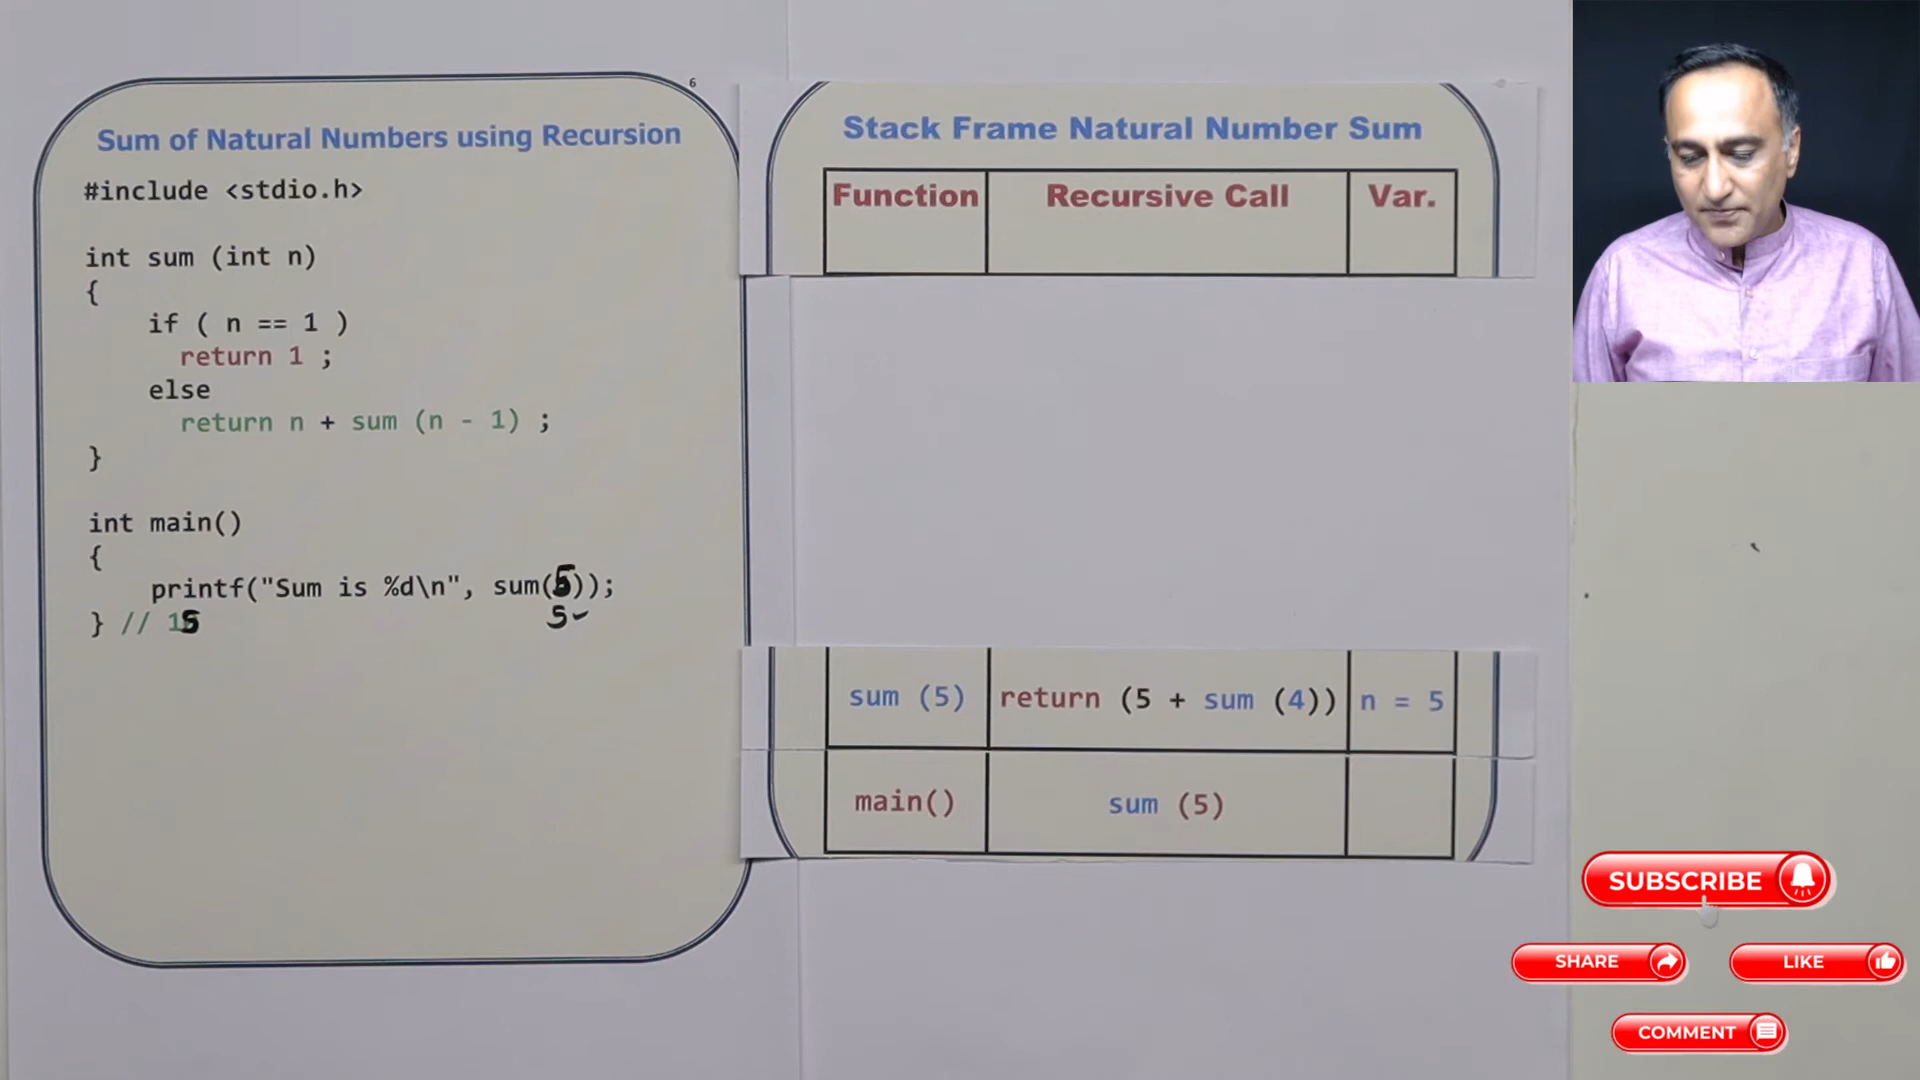 6
Sum of Natural Numbers using Recursion
#include <stdio.h>
int sum (int n)
{
if ( n == 1 )
return 1 ;
else
return n + sum (n - 1) ;
}
int main()
{
printf("Sum is %d\n", sum(5));
5
} // 15
Stack Frame Natural Number Sum
Function Recursive Call Var.
sum (5) return (5 + sum (4)) n = 5
main() sum (5)
SUBSCRIBE
SHARE LIKE
COMMENT